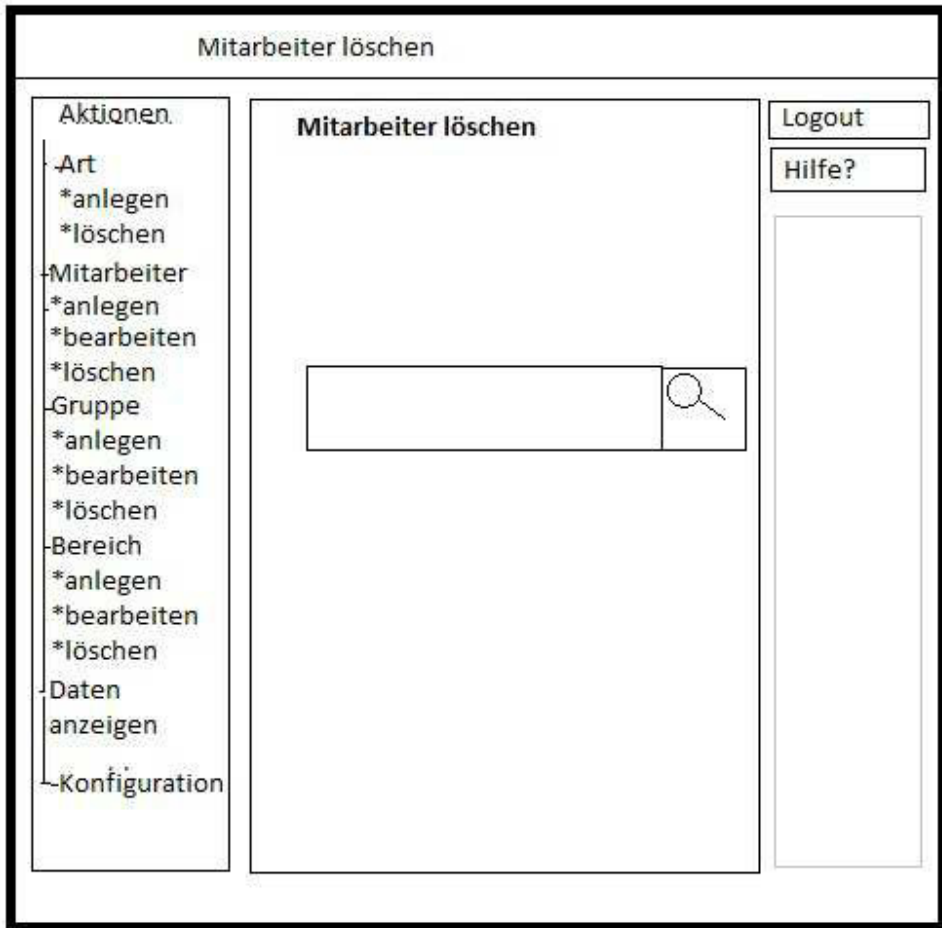 Mitarbeiter löschen
Aktionen
-Art
*anlegen
*löschen
-Mitarbeiter
*anlegen
*bearbeiten
*löschen
-Gruppe
*anlegen
*bearbeiten
*löschen
-Bereich
*anlegen
*bearbeiten
*löschen
-Daten
anzeigen
-Konfiguration
Mitarbeiter löschen
Logout
Hilfe?